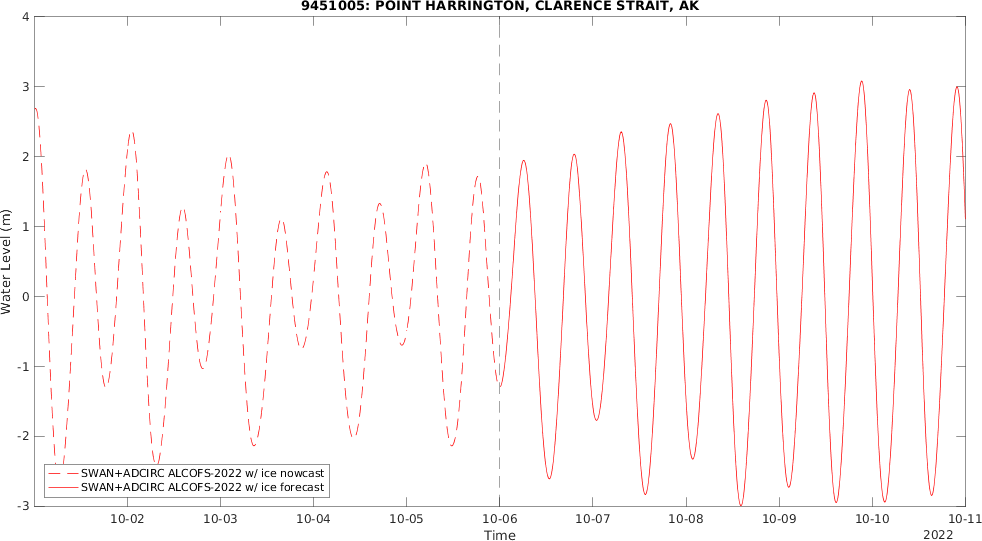 9451005: POINT HARRINGTON, CLARENCE STRAIT, AK
4
3
2
1
0
-1
-2
-3
Water Level (m)
SWAN+ADCIRC ALCOFS-2022 w/ ice nowcast
SWAN+ADCIRC ALCOFS-2022 w/ ice forecast
10-02 10-03 10-04 10-05 10-06 10-07 10-08 10-09 10-10 10-11
Time
2022